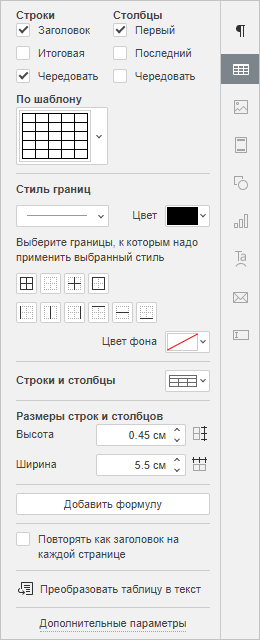 Строки Столбцы
Заголовок Первый
Итоговая Последний
Чередовать Чередовать
По шаблону
Стиль границ
Цвет
Выберите границы, к которым надо
применить выбранный стиль
Цвет фона
Строки и столбцы
Размеры строк и столбцов
Высота 0.45 см
Ширина 5.5 см
Добавить формулу
Повторять как заголовок на
каждой странице
Преобразовать таблицу в текст
Дополнительные параметры
Ta